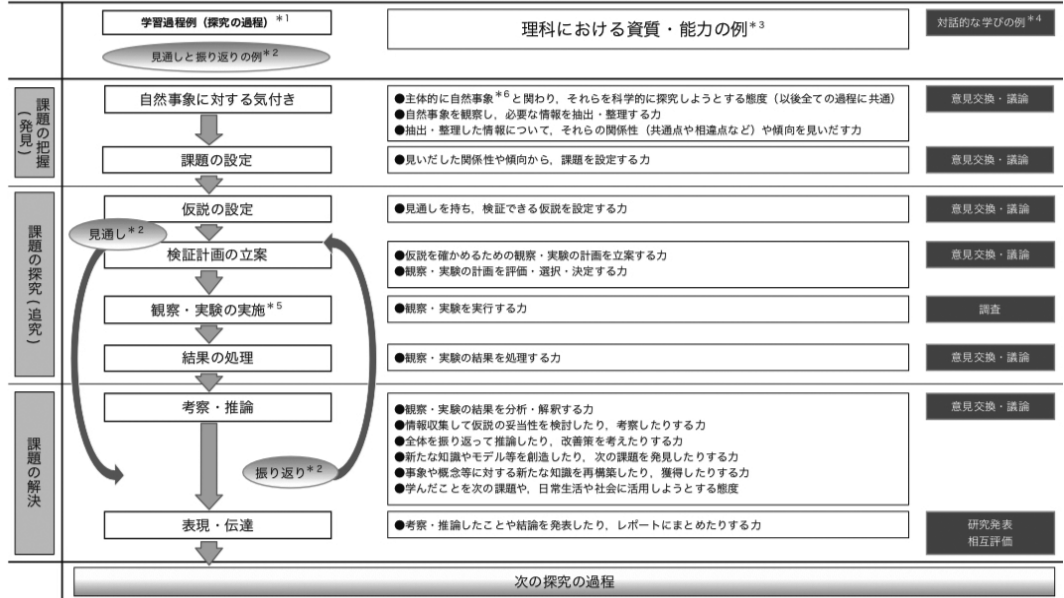 学習過程例（探究の過程）＊1
理科における資質・能力の例＊3
対話的な学びの例＊4
見通しと振り返りの例＊2
課題の把握（発見）
自然事象に対する気付き
●主体的に自然事象＊6と関わり，それらを科学的に探究しようとする態度（以後全ての過程に共通）
●自然事象を観察し，必要な情報を抽出・整理する力
●抽出・整理した情報について，それらの関係性（共通点や相違点など）や傾向を見いだす力
意見交換・議論
課題の設定
●見いだした関係性や傾向から，課題を設定する力
意見交換・議論
課題の探究（追究）
仮説の設定
●見通しを持ち，検証できる仮説を設定する力
意見交換・議論
見通し＊2
検証計画の立案
●仮説を確かめるための観察・実験の計画を立案する力
●観察・実験の計画を評価・選択・決定する力
意見交換・議論
観察・実験の実施＊5
●観察・実験を実行する力
調査
結果の処理
●観察・実験の結果を処理する力
意見交換・議論
課題の解決
考察・推論
●観察・実験の結果を分析・解釈する力
●情報収集して仮説の妥当性を検討したり，考察したりする力
●全体を振り返って推論したり，改善策を考えたりする力
●新たな知識やモデル等を創造したり，次の課題を発見したりする力
●事象や概念等に対する新たな知識を再構築したり，獲得したりする力
●学んだことを次の課題や，日常生活や社会に活用しようとする態度
意見交換・議論
振り返り＊2
表現・伝達
●考察・推論したことや結論を発表したり，レポートにまとめたりする力
研究発表
相互評価
次の探究の過程